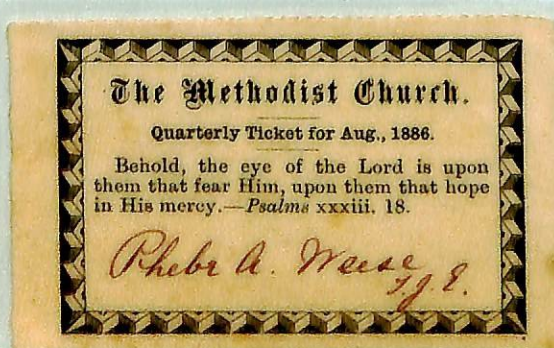 The Methodist Church.
Quarterly Ticket for Aug., 1886.
Behold, the eye of the Lord is upon
them that fear Him, upon them that hope
in His mercy.—Psalms xxxiii. 18.
Phebe A. Weese